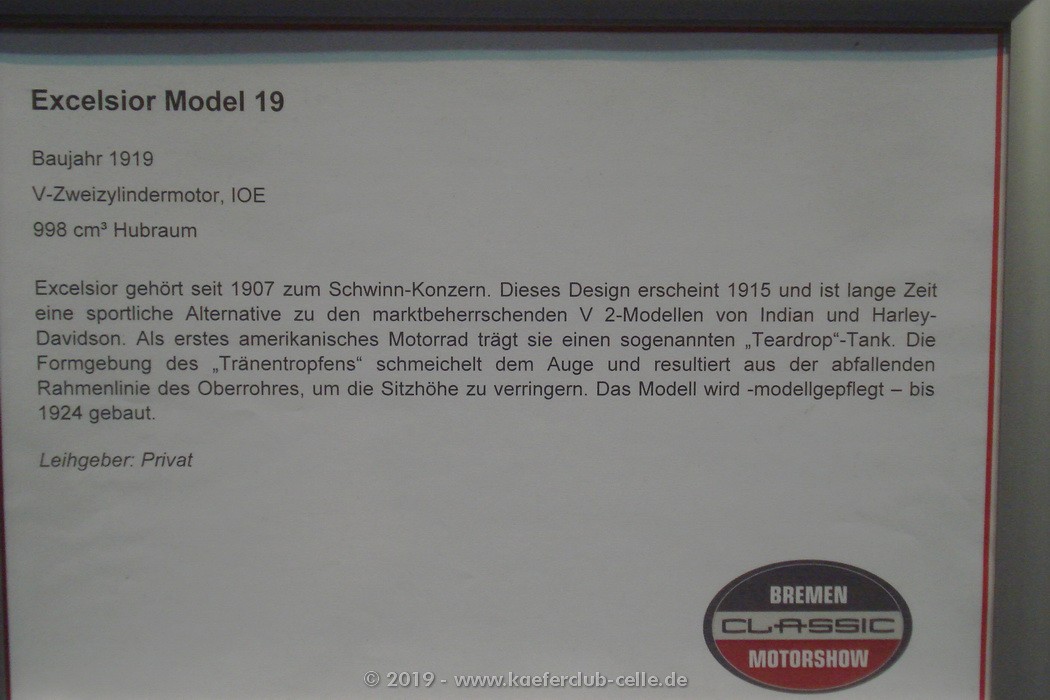 Excelsior Model 19
Baujahr 1919
V-Zweizylindermotor, IOE
998 cm³ Hubraum
Excelsior gehört seit 1907 zum Schwinn-Konzern. Dieses Design erscheint 1915 und ist lange Zeit
eine sportliche Alternative zu den marktbeherrschenden V 2-Modellen von Indian und Harley-
Davidson. Als erstes amerikanisches Motorrad trägt sie einen sogenannten „Teardrop“-Tank. Die
Formgebung des „Tränentropfens“ schmeichelt dem Auge und resultiert aus der abfallenden
Rahmenlinie des Oberrohres, um die Sitzhöhe zu verringern. Das Modell wird -modellgepflegt – bis
1924 gebaut.
Leihgeber: Privat
BREMEN
CLASSIC
MOTORSHOW
© 2019 - www.kaeferclub-celle.de